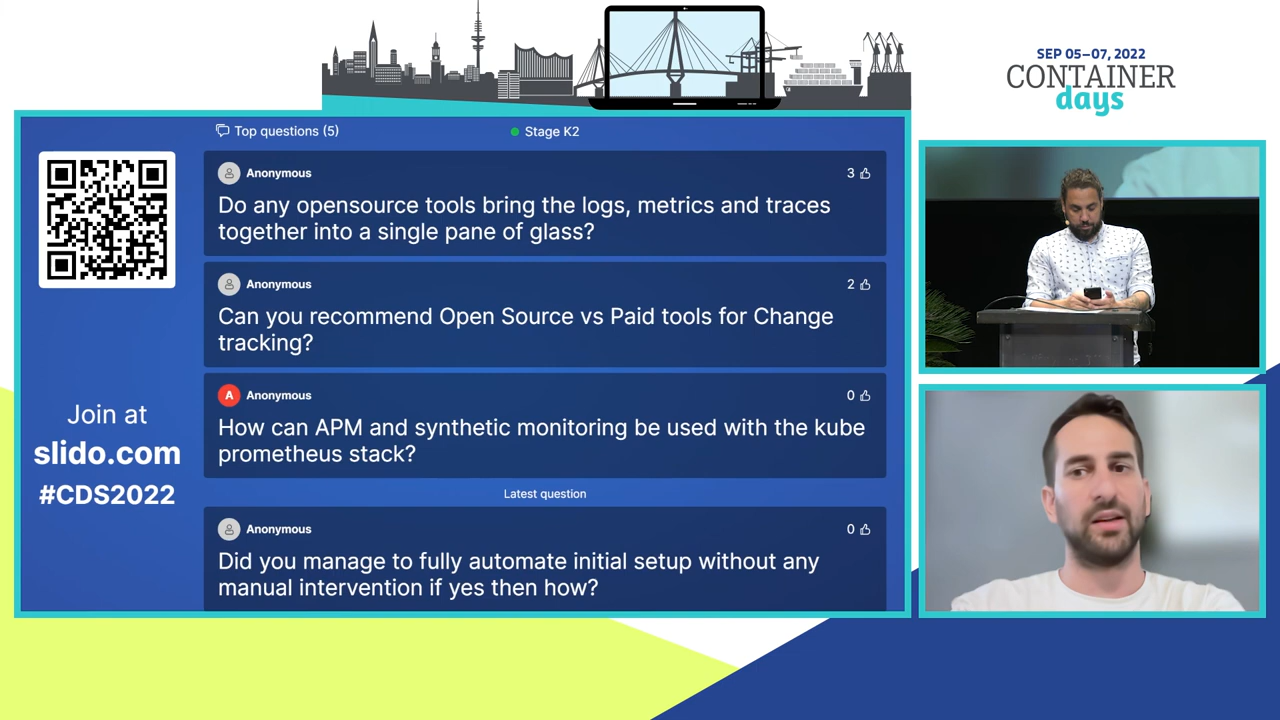 SEP 05–07, 2022
CONTAINER
days
Top questions (5)
Stage K2
Anonymous
3
Do any opensource tools bring the logs, metrics and traces
together into a single pane of glass?
Anonymous
2
Can you recommend Open Source vs Paid tools for Change
tracking?
A
Anonymous
0
How can APM and synthetic monitoring be used with the kube
prometheus stack?
Latest question
Anonymous
0
Did you manage to fully automate initial setup without any
manual intervention if yes then how?
Join at
slido.com
#CDS2022